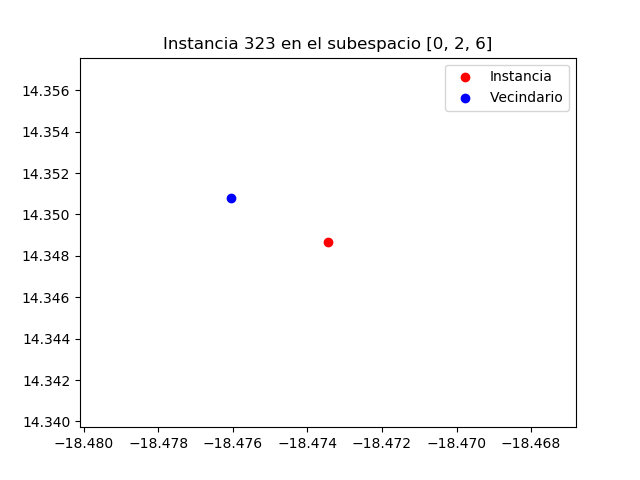 Instancia 323 en el subespacio [0, 2, 6]
Instancia
Vecindario
14.356
14.354
14.352
14.350
14.348
14.346
14.344
14.342
14.340
−18.480 −18.478 −18.476 −18.474 −18.472 −18.470 −18.468